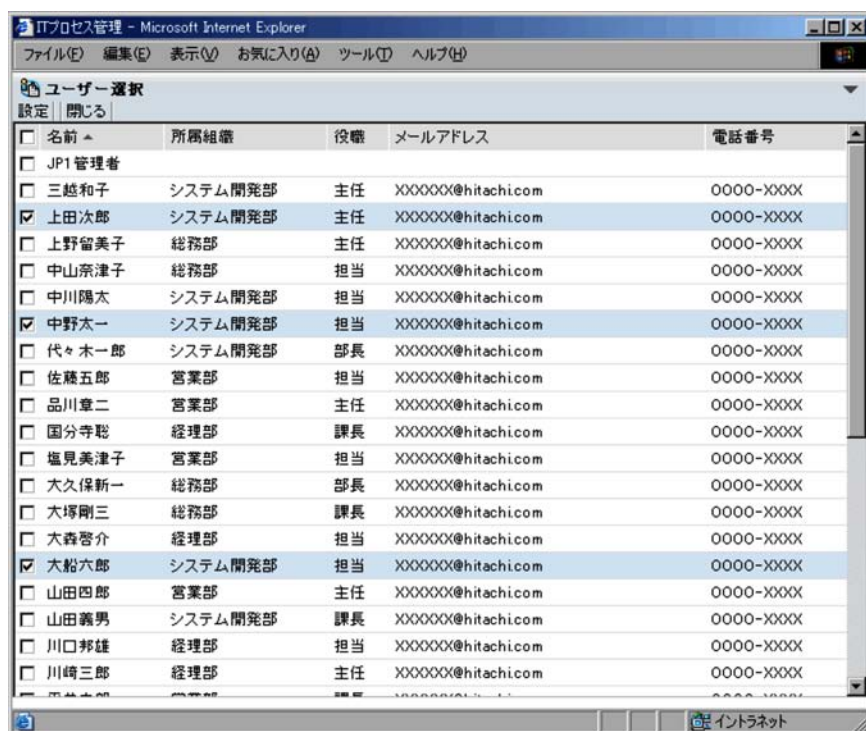 ITプロセス管理 - Microsoft Internet Explorer
ファイル(F) 編集(E) 表示(V) お気に入り(A) ツール(T) ヘルプ(H)
ユーザー選択
設定 閉じる
名前 所属組織 役職 メールアドレス 電話番号
JP1管理者
三越和子 システム開発部 主任 XXXXXX@hitachi.com 0000-XXXX
上田次郎 システム開発部 主任 XXXXXX@hitachi.com 0000-XXXX
上野留美子 総務部 主任 XXXXXX@hitachi.com 0000-XXXX
中山奈津子 総務部 担当 XXXXXX@hitachi.com 0000-XXXX
中川陽太 システム開発部 担当 XXXXXX@hitachi.com 0000-XXXX
中野太一 システム開発部 担当 XXXXXX@hitachi.com 0000-XXXX
代々木一郎 システム開発部 部長 XXXXXX@hitachi.com 0000-XXXX
佐藤五郎 営業部 担当 XXXXXX@hitachi.com 0000-XXXX
品川章二 営業部 主任 XXXXXX@hitachi.com 0000-XXXX
国分寺聡 経理部 課長 XXXXXX@hitachi.com 0000-XXXX
塩見美津子 営業部 担当 XXXXXX@hitachi.com 0000-XXXX
大久保新一 総務部 部長 XXXXXX@hitachi.com 0000-XXXX
大塚剛三 総務部 課長 XXXXXX@hitachi.com 0000-XXXX
大森啓介 経理部 担当 XXXXXX@hitachi.com 0000-XXXX
大船六郎 システム開発部 担当 XXXXXX@hitachi.com 0000-XXXX
山田四郎 営業部 主任 XXXXXX@hitachi.com 0000-XXXX
山田義男 システム開発部 課長 XXXXXX@hitachi.com 0000-XXXX
川口邦雄 経理部 担当 XXXXXX@hitachi.com 0000-XXXX
川崎三郎 経理部 主任 XXXXXX@hitachi.com 0000-XXXX
イントラネット